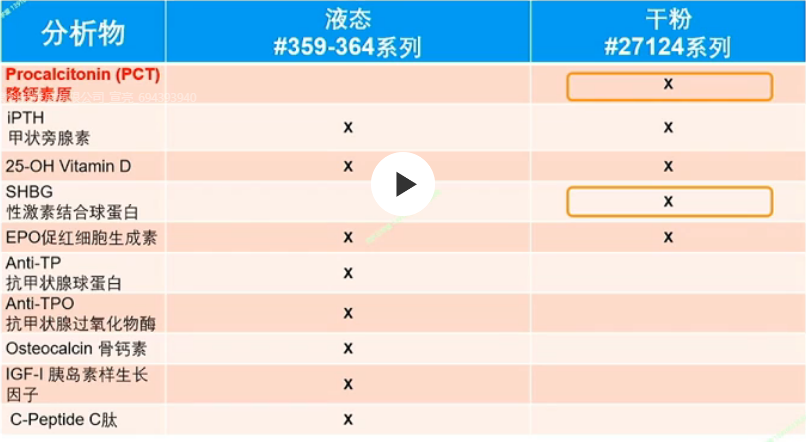 分析物
液态
#359-364系列
干粉
#27124系列
Procalcitonin (PCT)
降钙素原
X
iPTH
甲状旁腺素
X
X
25-OH Vitamin D
X
X
SHBG
性激素结合球蛋白
X
EPO促红细胞生成素
X
X
Anti-TP
抗甲状腺球蛋白
X
Anti-TPO
抗甲状腺过氧化物酶
X
Osteocalcin 骨钙素
X
IGF-I 胰岛素样生长
因子
X
C-Peptide C肽
X